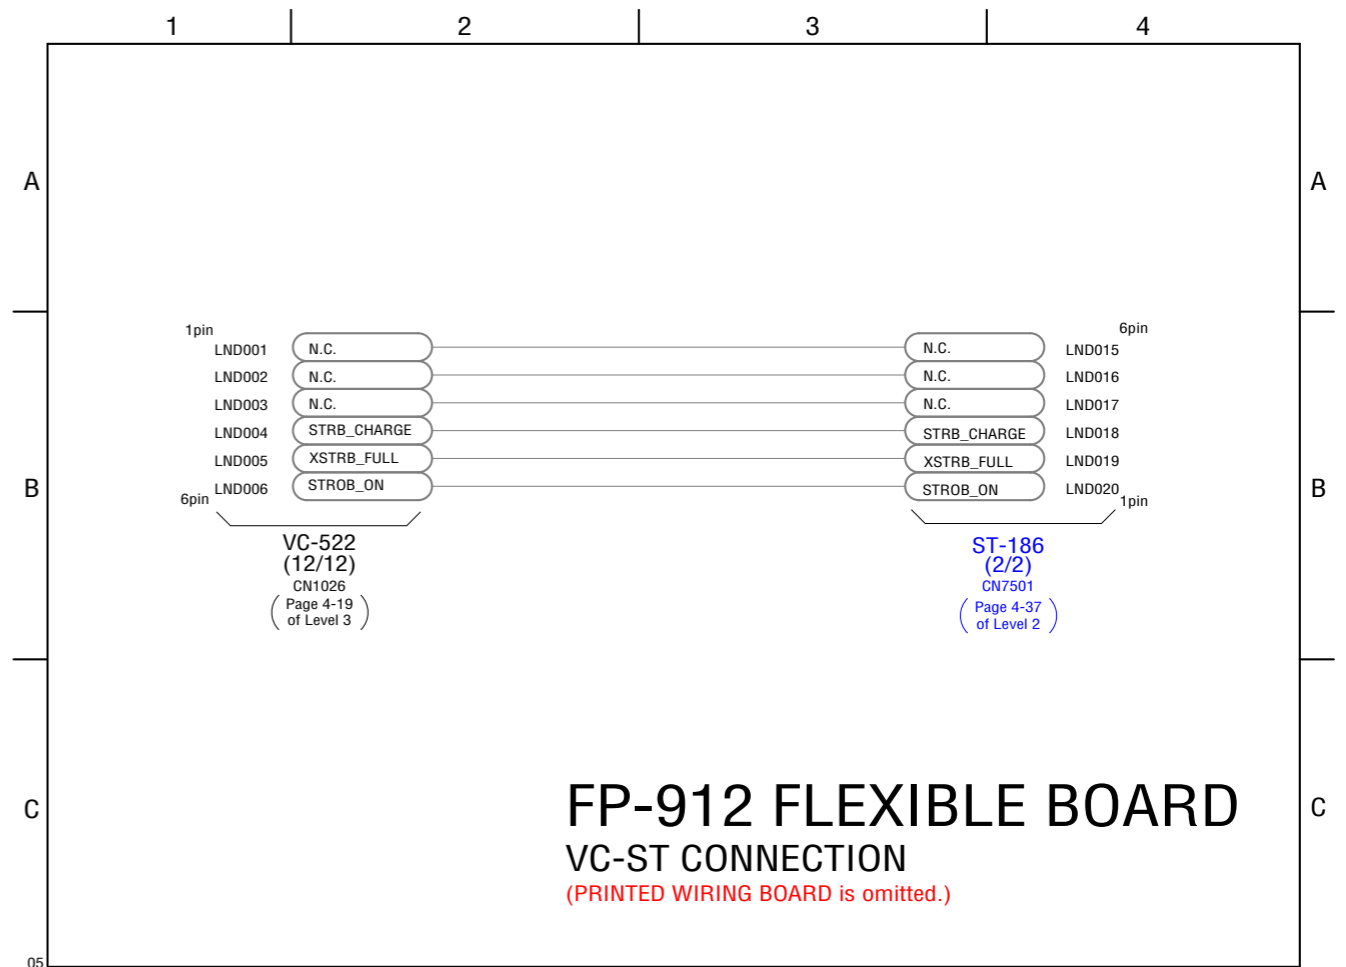 1 2 3 4
A A
1pin 6pin
LND001 N.C. N.C. LND015
LND002 N.C. N.C. LND016
LND003 N.C. N.C. LND017
LND004 STRB_CHARGE STRB_CHARGE LND018
LND005 XSTRB_FULL XSTRB_FULL LND019
B LND006 STROB_ON STROB_ON LND020 B
6pin 1pin
VC-522 ST-186
(12/12) (2/2)
CN1026 CN7501
(Page 4-19 (Page 4-37
of Level 3) of Level 2)
C FP-912 FLEXIBLE BOARD C
VC-ST CONNECTION
(PRINTED WIRING BOARD is omitted.)
05